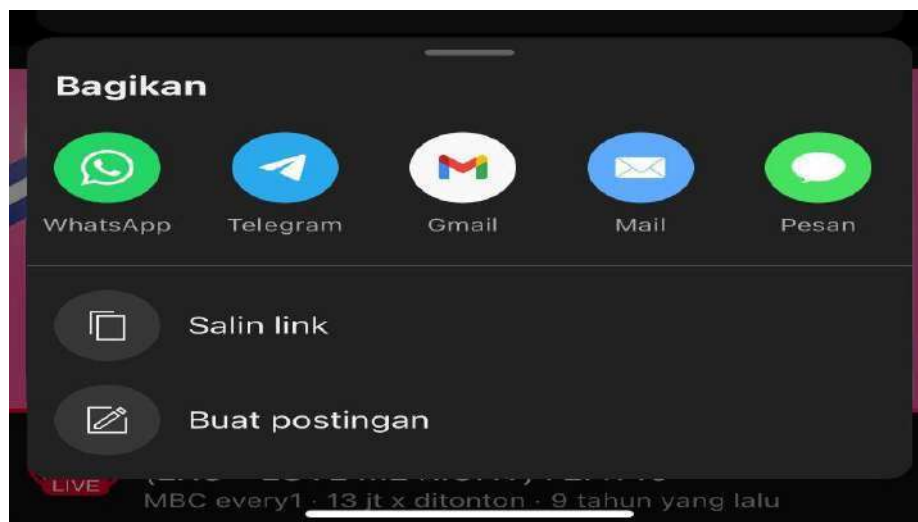 Bagikan
WhatsApp Telegram Gmail Mail Pesan
Salin link
Buat postingan
LIVE
MBC every1 · 13 jt x ditonton · 9 tahun yang lalu